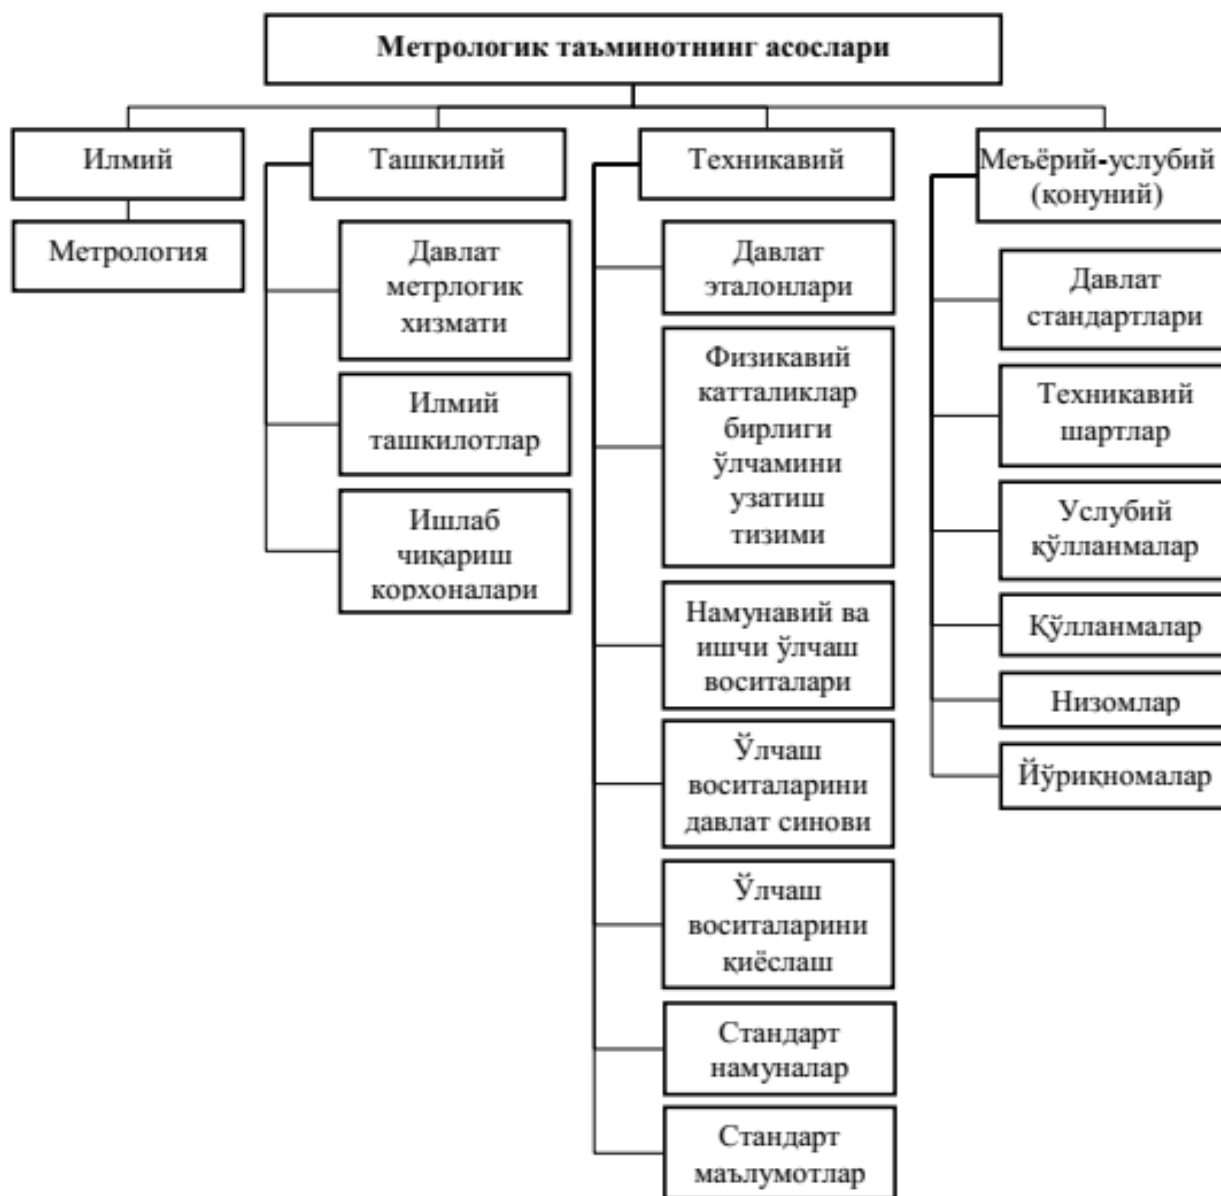 Метрологик таъминотнинг асослари
Илмий
Метрология
Ташкилий
Давлат
метрлогик
хизмати
Илмий
ташкилотлар
Ишлаб
чиқариш
корхоналари
Техникавий
Давлат
эталонлари
Физикавий
катталиклар
бирлиги
ўлчамини
узатиш
тизими
Намунавий ва
ишчи ўлчаш
воситалари
Ўлчаш
воситаларини
давлат синови
Ўлчаш
воситаларини
қиёслаш
Стандарт
намуналар
Стандарт
маълумотлар
Меъёрий-услубий
(қонуний)
Давлат
стандартлари
Техникавий
шартлар
Услубий
қўлланмалар
Қўлланмалар
Низомлар
Йўриқномалар